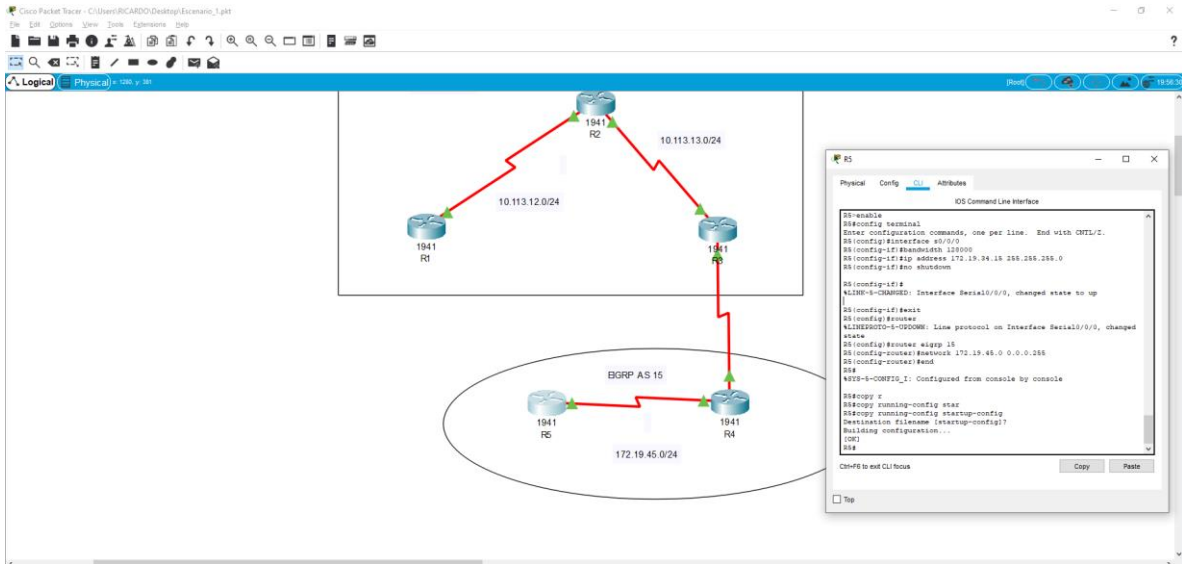 Cisco Packet Tracer - C:\Users\RICARDO\Desktop\Escenario_1.pkt
File Edit Options View Tools Extensions Help
?
Logical Physical x: 1280, y: 381
[Root] 19:56:30
1941
R2
10.113.13.0/24
10.113.12.0/24
1941
R1
1941
R3
EIGRP AS 15
1941
R5
1941
R4
172.19.45.0/24
R5
Physical Config CLI Attributes
IOS Command Line Interface
R5>enable
R5#config terminal
Enter configuration commands, one per line. End with CNTL/Z.
R5(config)#interface s0/0/0
R5(config-if)#bandwidth 128000
R5(config-if)#ip address 172.19.34.15 255.255.255.0
R5(config-if)#no shutdown
R5(config-if)#
%LINK-5-CHANGED: Interface Serial0/0/0, changed state to up
R5(config-if)#exit
R5(config)#router
%LINEPROTO-5-UPDOWN: Line protocol on Interface Serial0/0/0, changed
state
R5(config)#router eigrp 15
R5(config-router)#network 172.19.45.0 0.0.0.255
R5(config-router)#end
R5#
%SYS-5-CONFIG_I: Configured from console by console
R5#copy r
R5#copy running-config star
R5#copy running-config startup-config
Destination filename [startup-config]?
Building configuration...
[OK]
R5#
Ctrl+F6 to exit CLI focus
Copy Paste
Top